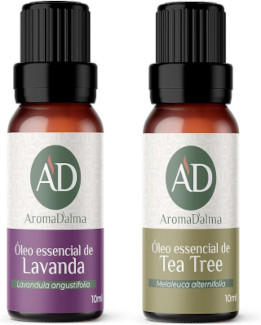 AD
AromaD'alma
Óleo essencial de
Lavanda
Lavandula angustifolia
10ml
AD
AromaD'alma
Óleo essencial de
Tea Tree
Melaleuca alternifolia
10ml